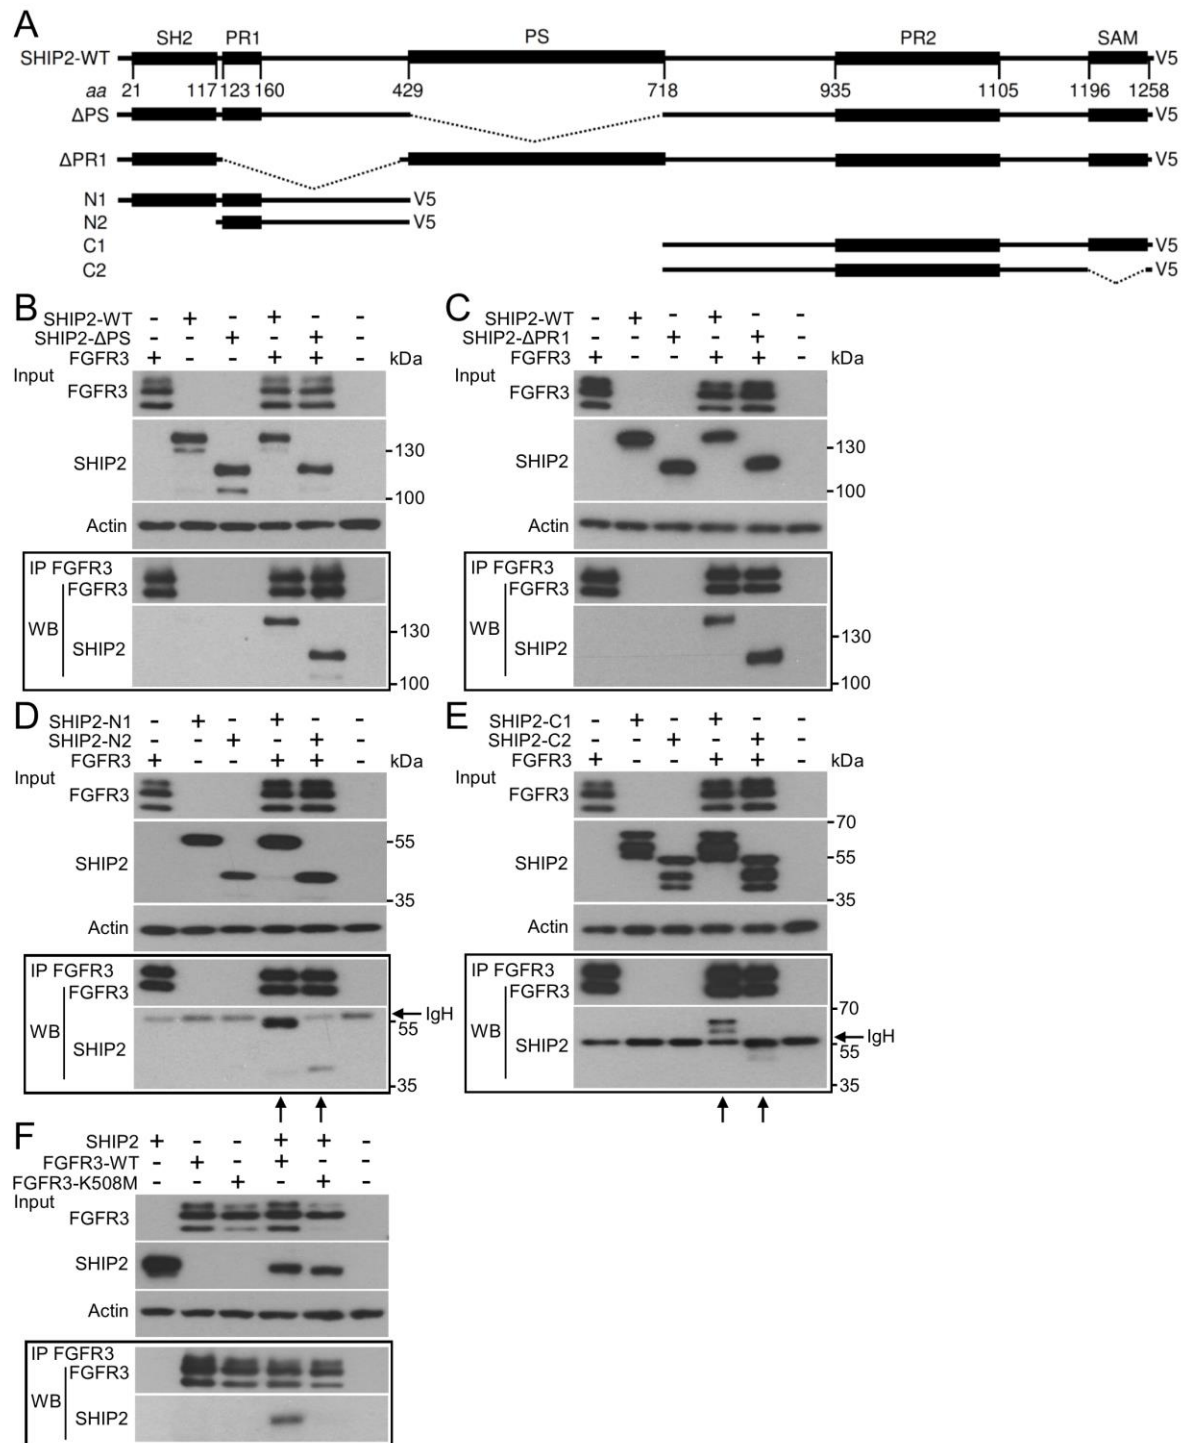 A
SH2 PR1 PS PR2 SAM
SHIP2-WT V5
aa 21 117 123 160 429 718 935 1105 1196 1258
ΔPS V5
ΔPR1 V5
N1 V5
N2 V5
C1 V5
C2 V5
B
SHIP2-WT - + - + - -
SHIP2-ΔPS - - + - + -
FGFR3 + - - + + - kDa
Input
FGFR3
SHIP2
130
100
Actin
IP FGFR3
FGFR3
WB
SHIP2
130
100
C
SHIP2-WT - + - + - -
SHIP2-ΔPR1 - - + - + -
FGFR3 + - - + + - kDa
Input
FGFR3
SHIP2
130
100
Actin
IP FGFR3
FGFR3
WB
SHIP2
130
100
D
SHIP2-N1 - + - + - -
SHIP2-N2 - - + - + -
FGFR3 + - - + + - kDa
Input
FGFR3
SHIP2
55
35
Actin
IP FGFR3
FGFR3
WB
SHIP2
IgH
55
35
E
SHIP2-C1 - + - + - -
SHIP2-C2 - - + - + -
FGFR3 + - - + + - kDa
Input
FGFR3
SHIP2
70
55
35
Actin
IP FGFR3
FGFR3
WB
SHIP2
70
IgH
55
35
F
SHIP2 + - - + + -
FGFR3-WT - + - + - -
FGFR3-K508M - - + - + -
Input
FGFR3
SHIP2
Actin
IP FGFR3
FGFR3
WB
SHIP2